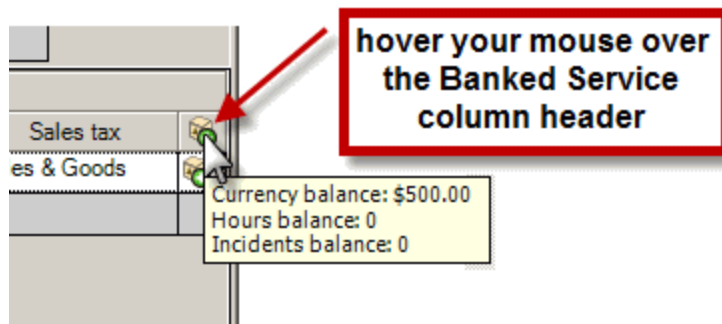 hover your mouse over
the Banked Service
column header
Sales tax
es & Goods
Currency balance: $500.00
Hours balance: 0
Incidents balance: 0